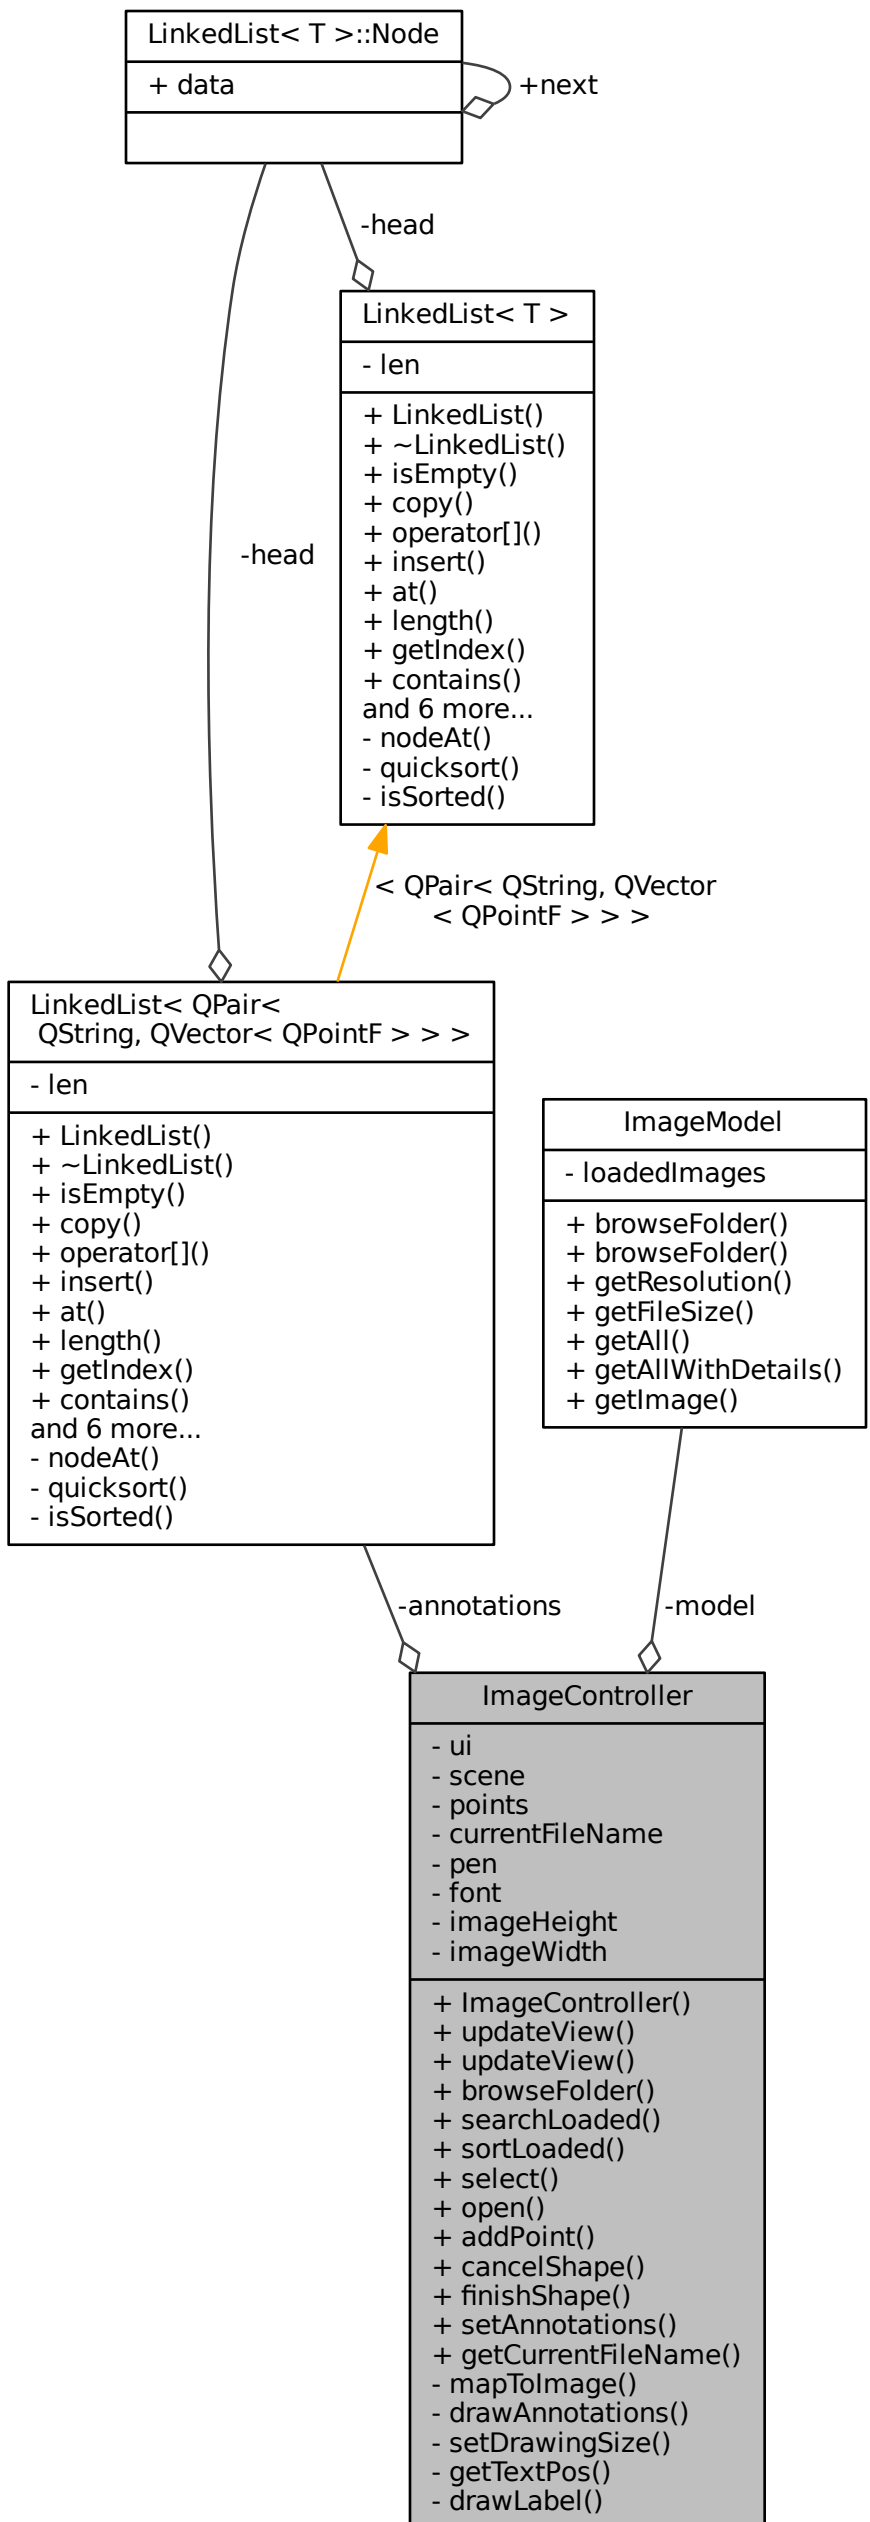 LinkedList< T >::Node
+ data
+next
-head
LinkedList< T >
- len
+ LinkedList()
+ ~LinkedList()
+ isEmpty()
+ copy()
+ operator[]()
+ insert()
+ at()
+ length()
+ getIndex()
+ contains()
and 6 more...
- nodeAt()
- quicksort()
- isSorted()
-head
< QPair< QString, QVector
< QPointF > > >
LinkedList< QPair<
QString, QVector< QPointF > > >
- len
+ LinkedList()
+ ~LinkedList()
+ isEmpty()
+ copy()
+ operator[]()
+ insert()
+ at()
+ length()
+ getIndex()
+ contains()
and 6 more...
- nodeAt()
- quicksort()
- isSorted()
ImageModel
- loadedImages
+ browseFolder()
+ browseFolder()
+ getResolution()
+ getFileSize()
+ getAll()
+ getAllWithDetails()
+ getImage()
-annotations
-model
ImageController
- ui
- scene
- points
- currentFileName
- pen
- font
- imageHeight
- imageWidth
+ ImageController()
+ updateView()
+ updateView()
+ browseFolder()
+ searchLoaded()
+ sortLoaded()
+ select()
+ open()
+ addPoint()
+ cancelShape()
+ finishShape()
+ setAnnotations()
+ getCurrentFileName()
- mapToImage()
- drawAnnotations()
- setDrawingSize()
- getTextPos()
- drawLabel()